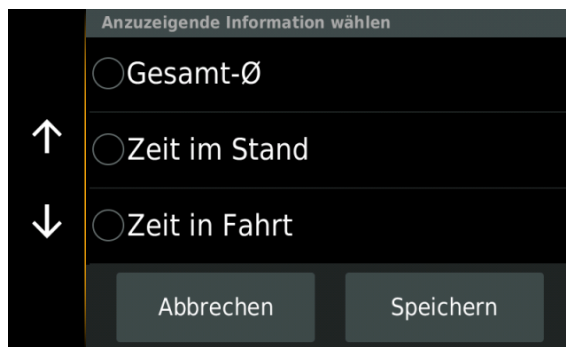 Anzuzeigende Information wählen
Gesamt-Ø
Zeit im Stand
Zeit in Fahrt
Abbrechen
Speichern